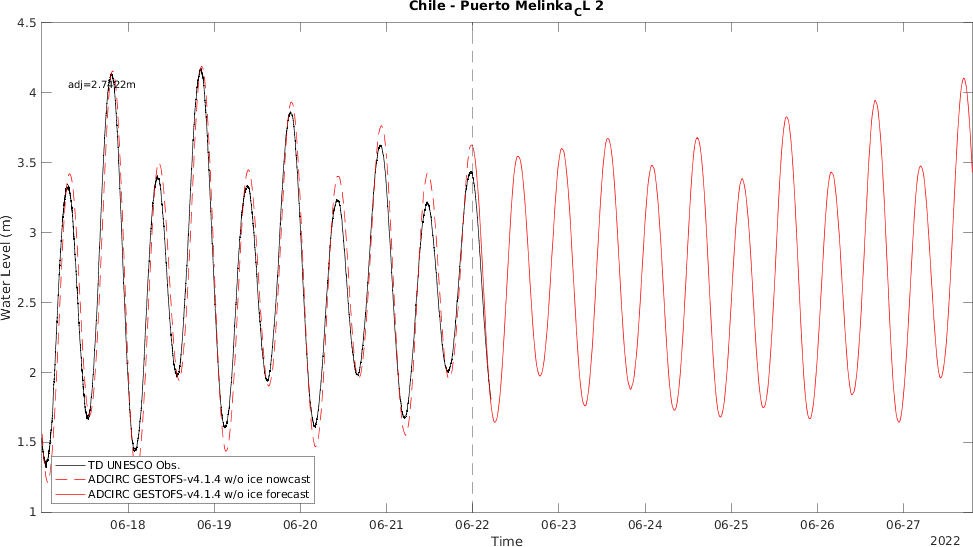 Chile - Puerto Melinka_CL 2
4.5
4
3.5
3
2.5
2
1.5
1
Water Level (m)
TD UNESCO Obs.
ADCIRC GESTOFS-v4.1.4 w/o ice nowcast
ADCIRC GESTOFS-v4.1.4 w/o ice forecast
06-18 06-19 06-20 06-21 06-22 06-23 06-24 06-25 06-26 06-27
Time
2022